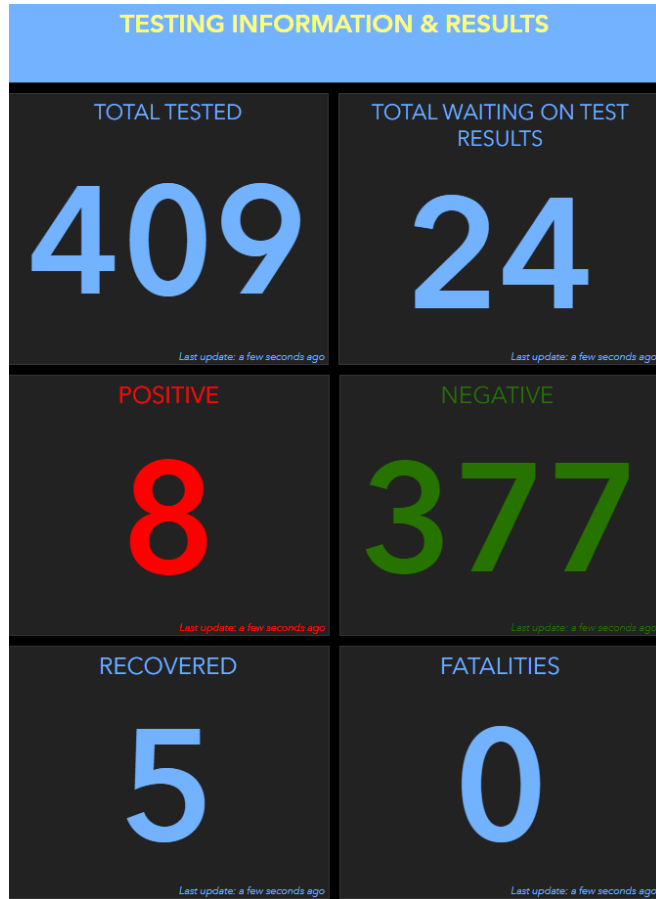 TESTING INFORMATION & RESULTS
TOTAL TESTED
409
Last update: a few seconds ago
TOTAL WAITING ON TEST
RESULTS
24
Last update: a few seconds ago
POSITIVE
8
Last update: a few seconds ago
NEGATIVE
377
Last update: a few seconds ago
RECOVERED
5
Last update: a few seconds ago
FATALITIES
0
Last update: a few seconds ago